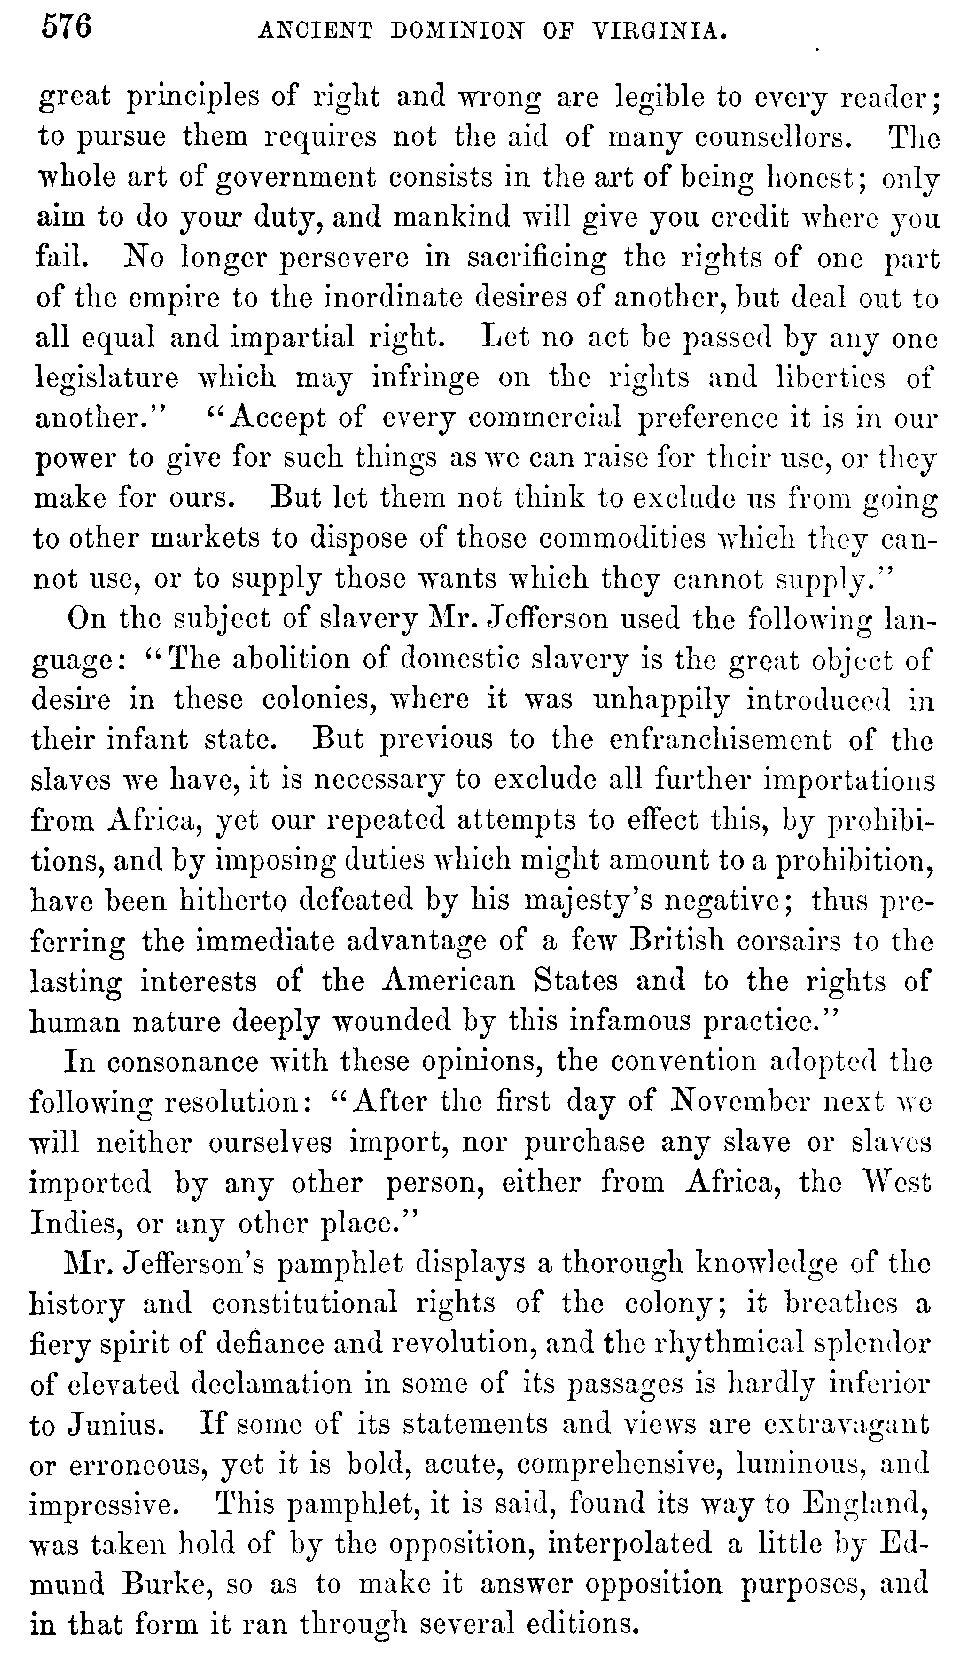 576 ANCIENT DOMINION OF VIRGINIA.
great principles of right and wrong are legible to every reader;
to pursue them requires not the aid of many counsellors. The
whole art of government consists in the art of being honest; only
aim to do your duty, and mankind will give you credit where you
fail. No longer persevere in sacrificing the rights of one part
of the empire to the inordinate desires of another, but deal out to
all equal and impartial right. Let no act be passed by any one
legislature which may infringe on the rights and liberties of
another." "Accept of every commercial preference it is in our
power to give for such things as we can raise for their use, or they
make for ours. But let them not think to exclude us from going
to other markets to dispose of those commodities which they can-
not use, or to supply those wants which they cannot supply."
On the subject of slavery Mr. Jefferson used the following lan-
guage: "The abolition of domestic slavery is the great object of
desire in these colonies, where it was unhappily introduced in
their infant state. But previous to the enfranchisement of the
slaves we have, it is necessary to exclude all further importations
from Africa, yet our repeated attempts to effect this, by prohibi-
tions, and by imposing duties which might amount to a prohibition,
have been hitherto defeated by his majesty's negative; thus pre-
ferring the immediate advantage of a few British corsairs to the
lasting interests of the American States and to the rights of
human nature deeply wounded by this infamous practice."
In consonance with these opinions, the convention adopted the
following resolution: "After the first day of November next we
will neither ourselves import, nor purchase any slave or slaves
imported by any other person, either from Africa, the West
Indies, or any other place."
Mr. Jefferson's pamphlet displays a thorough knowledge of the
history and constitutional rights of the colony; it breathes a
fiery spirit of defiance and revolution, and the rhythmical splendor
of elevated declamation in some of its passages is hardly inferior
to Junius. If some of its statements and views are extravagant
or erroneous, yet it is bold, acute, comprehensive, luminous, and
impressive. This pamphlet, it is said, found its way to England,
was taken hold of by the opposition, interpolated a little by Ed-
mund Burke, so as to make it answer opposition purposes, and
in that form it ran through several editions.